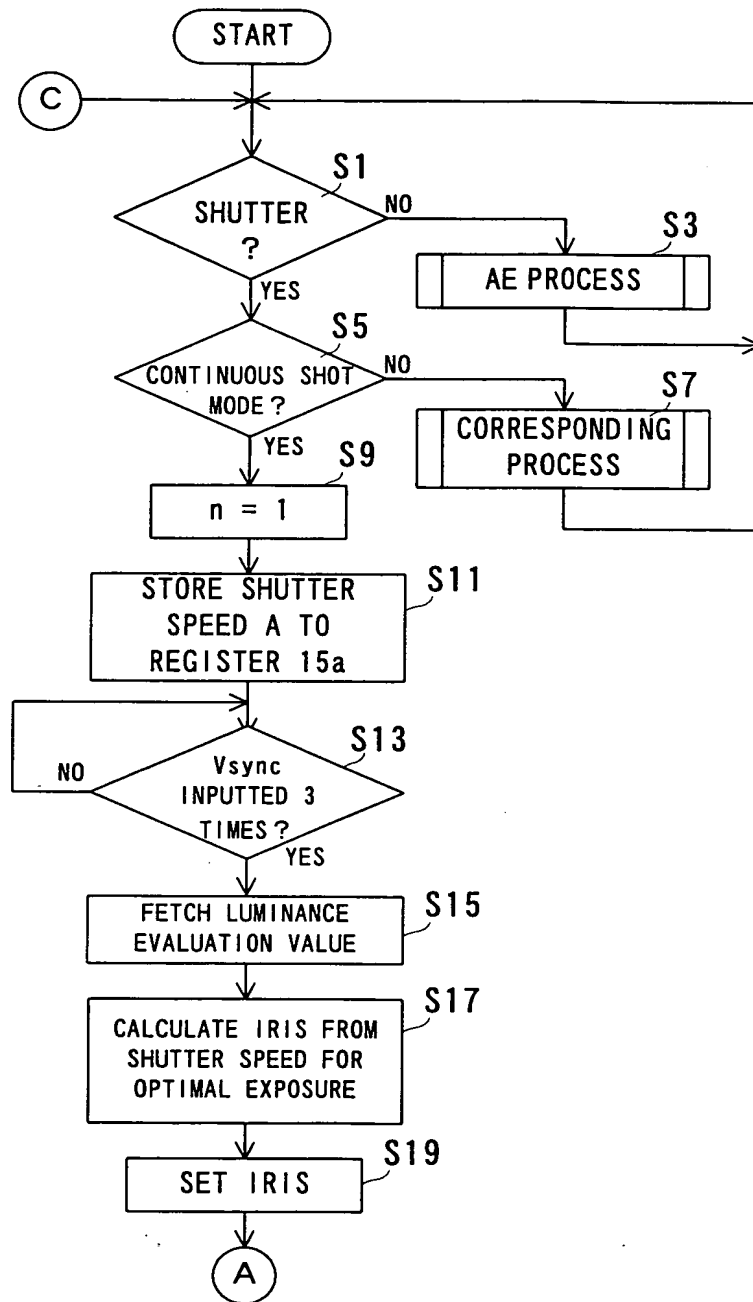 START
C
S1
SHUTTER
?
NO
YES
S3
AE PROCESS
S5
CONTINUOUS SHOT
MODE?
NO
YES
S7
CORRESPONDING
PROCESS
S9
n = 1
S11
STORE SHUTTER
SPEED A TO
REGISTER 15a
S13
Vsync
INPUTTED 3
TIMES?
NO
YES
S15
FETCH LUMINANCE
EVALUATION VALUE
S17
CALCULATE IRIS FROM
SHUTTER SPEED FOR
OPTIMAL EXPOSURE
S19
SET IRIS
A